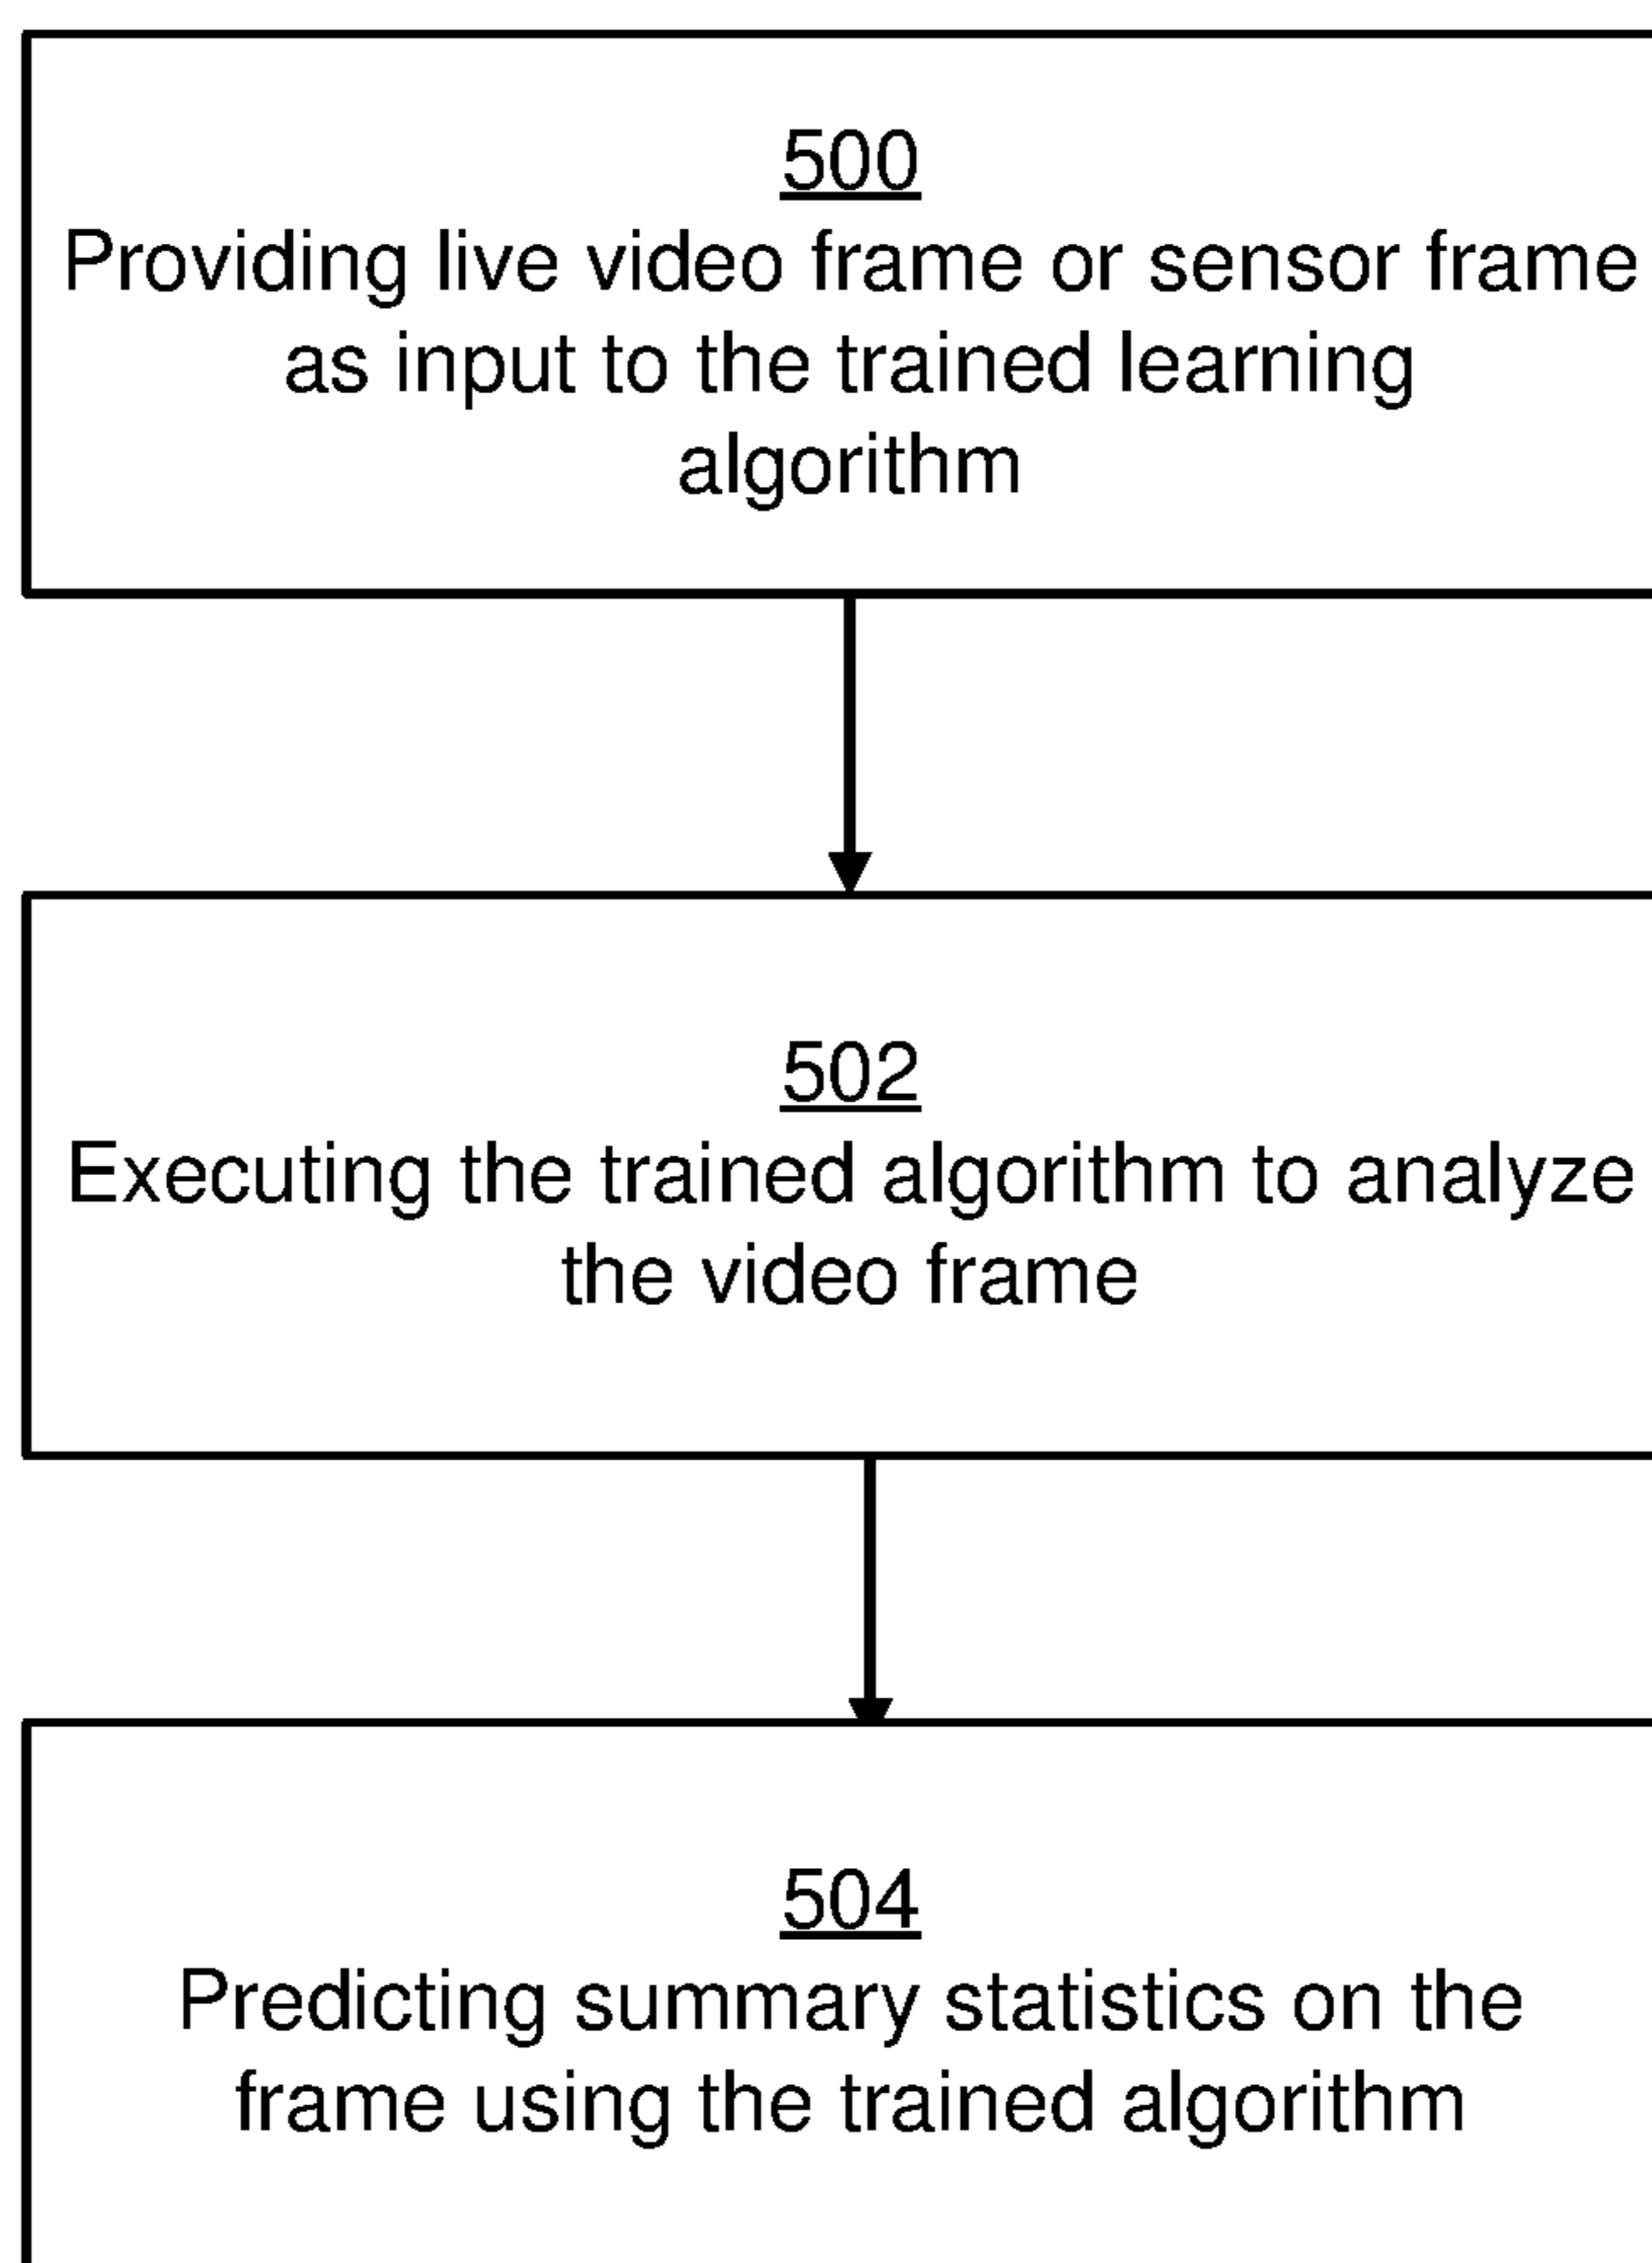 500
Providing live video frame or sensor frame
as input to the trained learning
algorithm
502
Executing the trained algorithm to analyze
the video frame
504
Predicting summary statistics on the
frame using the trained algorithm